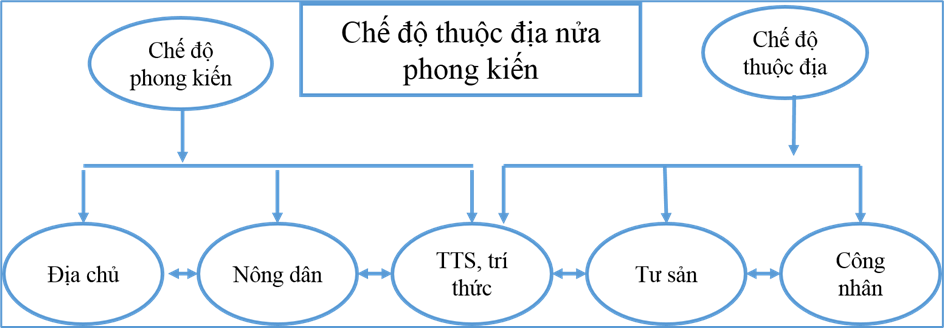 Chế độ
phong kiến
Chế độ thuộc địa nửa
phong kiến
Chế độ
thuộc địa
Địa chủ
Nông dân
TTS, trí
thức
Tư sản
Công
nhân